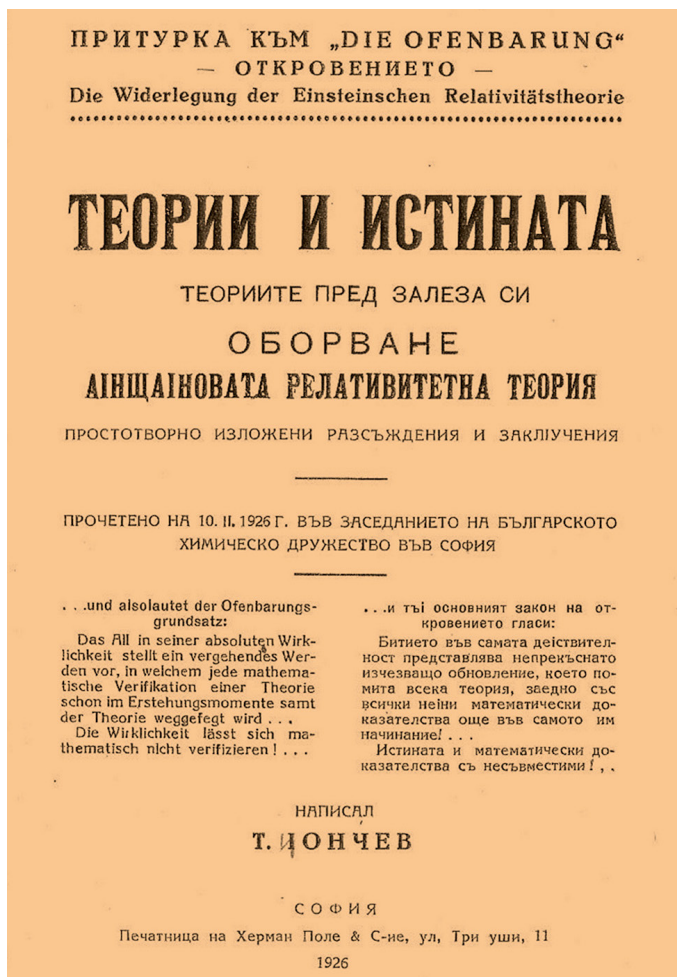 ПРИТУРКА КЪМ „DIE OFENBARUNG“
— ОТКРОВЕНИЕТО —
Die Widerlegung der Einsteinschen Relativitätstheorie
ТЕОРИИ И ИСТИНАТА
ТЕОРИИТЕ ПРЕД ЗАЛЕЗА СИ
ОБОРВАНЕ
АІНЩАІНОВАТА РЕЛАТИВИТЕТНА ТЕОРИЯ
ПРОСТОТВОРНО ИЗЛОЖЕНИ РАЗСЪЖДЕНИЯ И ЗАКЛІУЧЕНИЯ
ПРОЧЕТЕНО НА 10. II. 1926 Г. ВЪВ ЗАСЕДАНИЕТО НА БЪЛГАРСКОТО
ХИМИЧЕСКО ДРУЖЕСТВО ВЪВ СОФИЯ
. . .und alsolautet der Ofenbarungs-
grundsatz:
Das All in seiner absoluten Wirk-
lichkeit stellt ein vergehendes Wer-
den vor, in welchem jede mathema-
tische Verifikation einer Theorie
schon im Erstehungsmomente samt
der Theorie weggefegt wird . . .
Die Wirklichkeit lässt sich ma-
thematisch nicht verifizieren ! . . .
. . .и тъі основният закон на от-
кровението гласи:
Битието във самата деіствител-
ност представлява непрекъснато
изчезващо обновление, което по-
мита всека теория, заедно със
всички неіни математически до-
казателства още във самото им
начинание! . . .
Истината и математически до-
казателства съ несъвместими ! , .
НАПИСАЛ
Т. ЦОНЧЕВ
СОФИЯ
Печатница на Херман Поле & С-ие, ул, Три уши, 11
1926